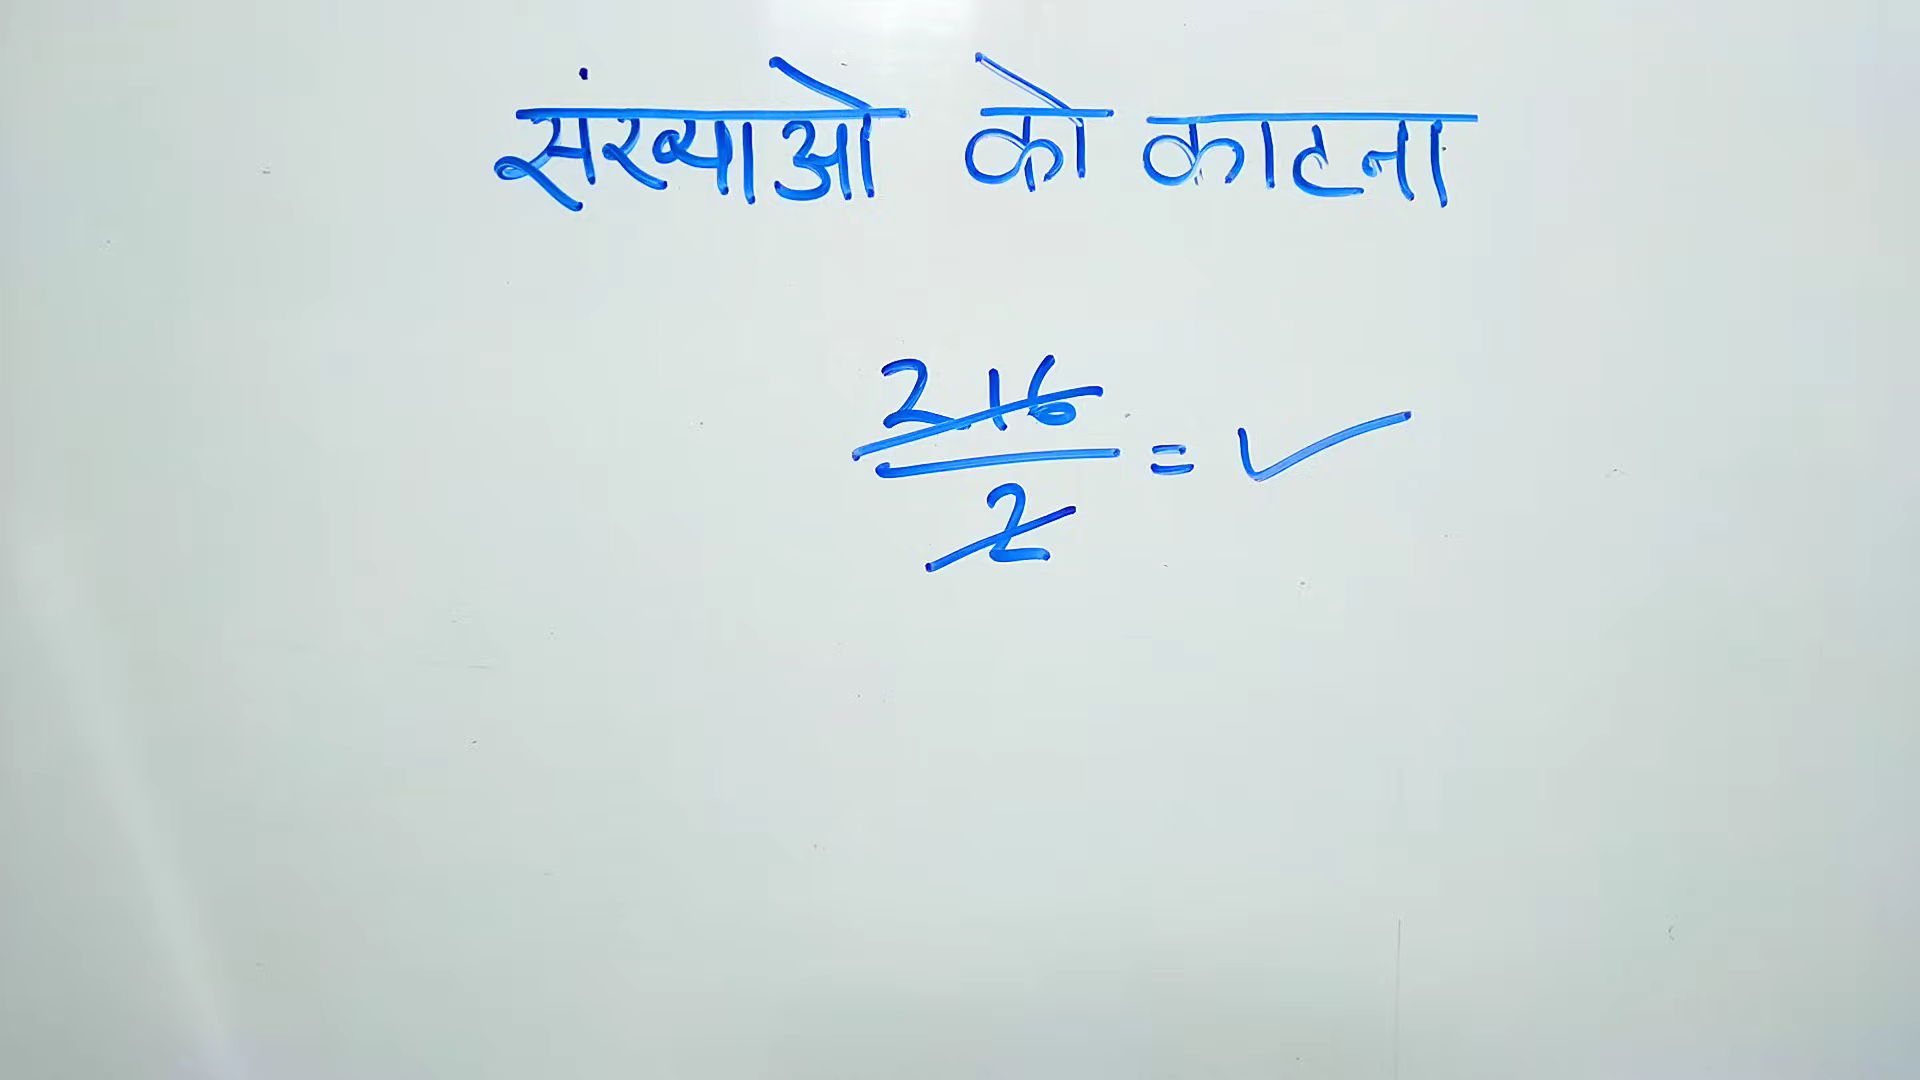 संख्याओ को काटना
216
2
= ✓